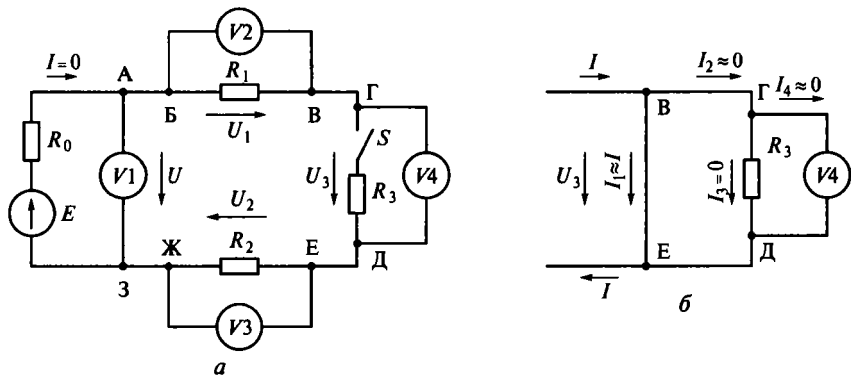 V2
I=0
A
R₁
Б
В
Г
U₁
S
R₀
V1
U
U₃
R₃
V4
E
U₂
Ж
R₂
E
Д
З
V3
а
I
I₂≈0
Г
I₄≈0
В
U₃
I₁≈I
I₃=0
R₃
V4
E
Д
I
б